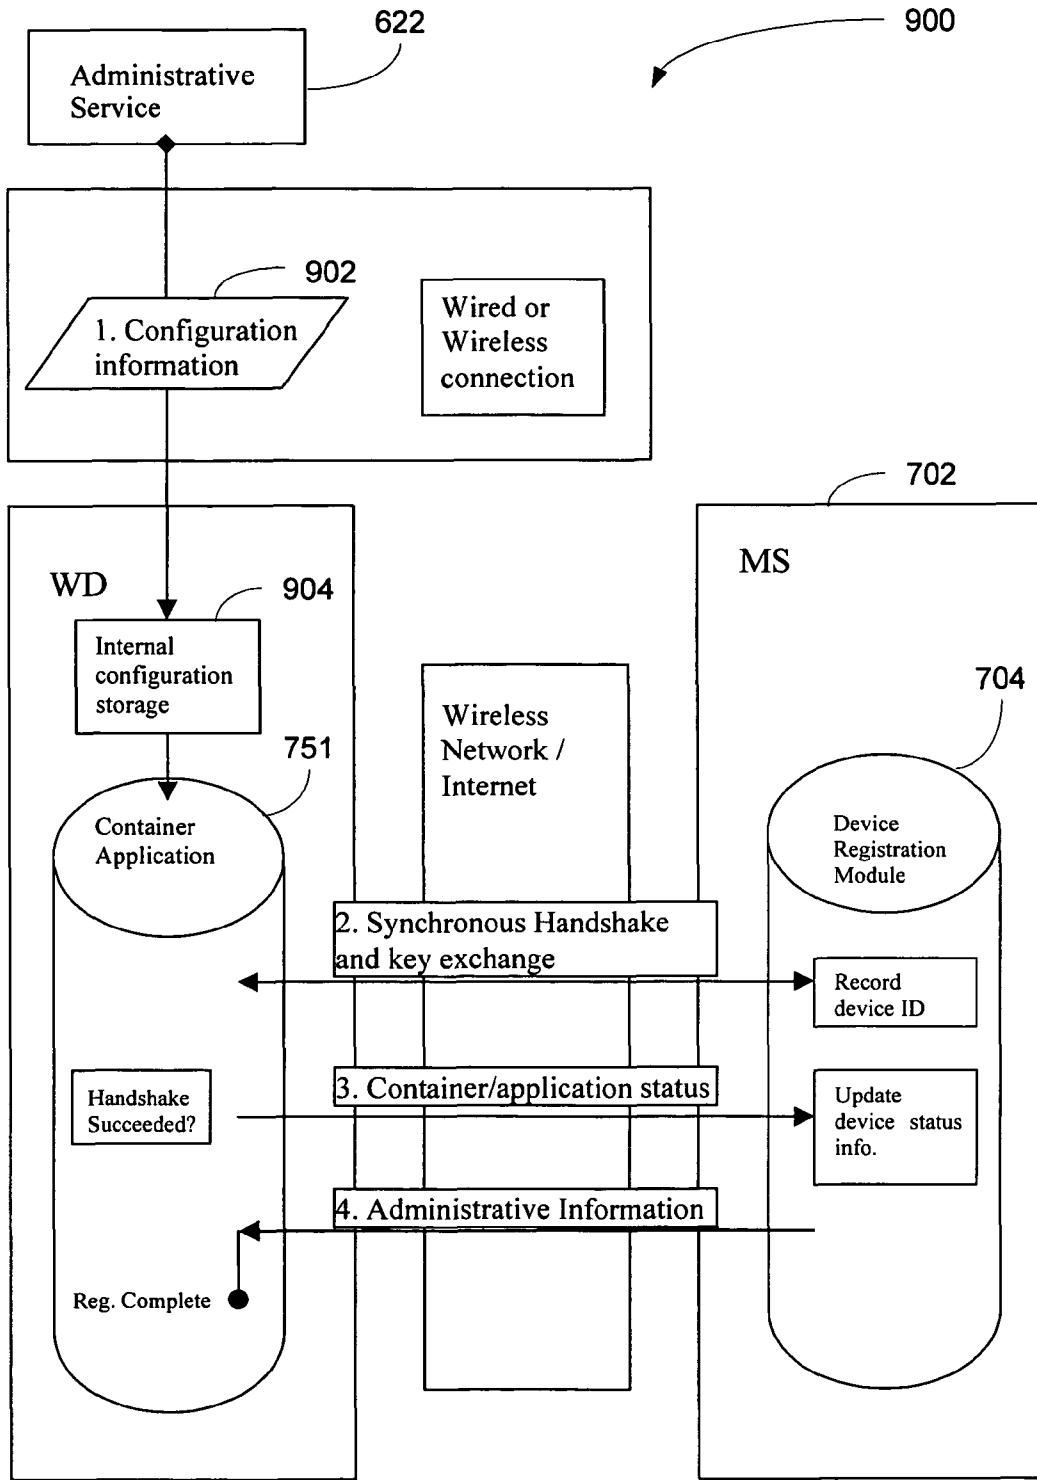 622
900
Administrative
Service
902
1. Configuration
information
Wired or
Wireless
connection
702
WD
MS
904
Internal
configuration
storage
704
Wireless
Network /
Internet
751
Container
Application
Device
Registration
Module
2. Synchronous Handshake
and key exchange
Record
device ID
3. Container/application status
Handshake
Succeeded?
Update
device status
info.
4. Administrative Information
Reg. Complete